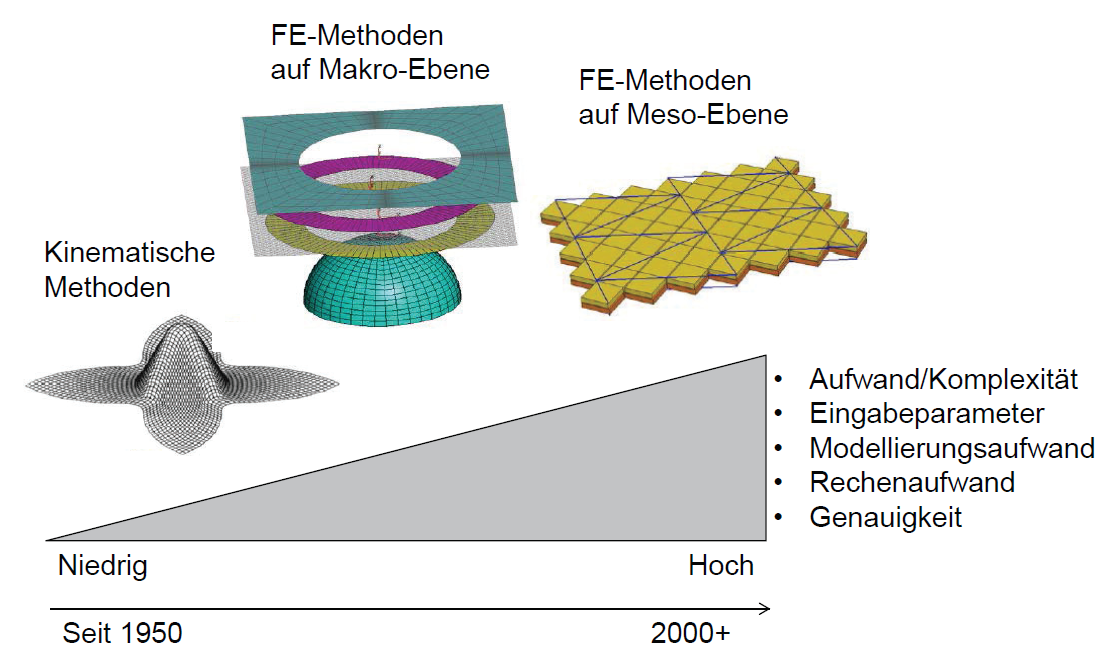 FE-Methoden
auf Makro-Ebene
FE-Methoden
auf Meso-Ebene
Kinematische
Methoden
• Aufwand/Komplexität
• Eingabeparameter
• Modellierungsaufwand
• Rechenaufwand
• Genauigkeit
Niedrig
Hoch
Seit 1950
2000+